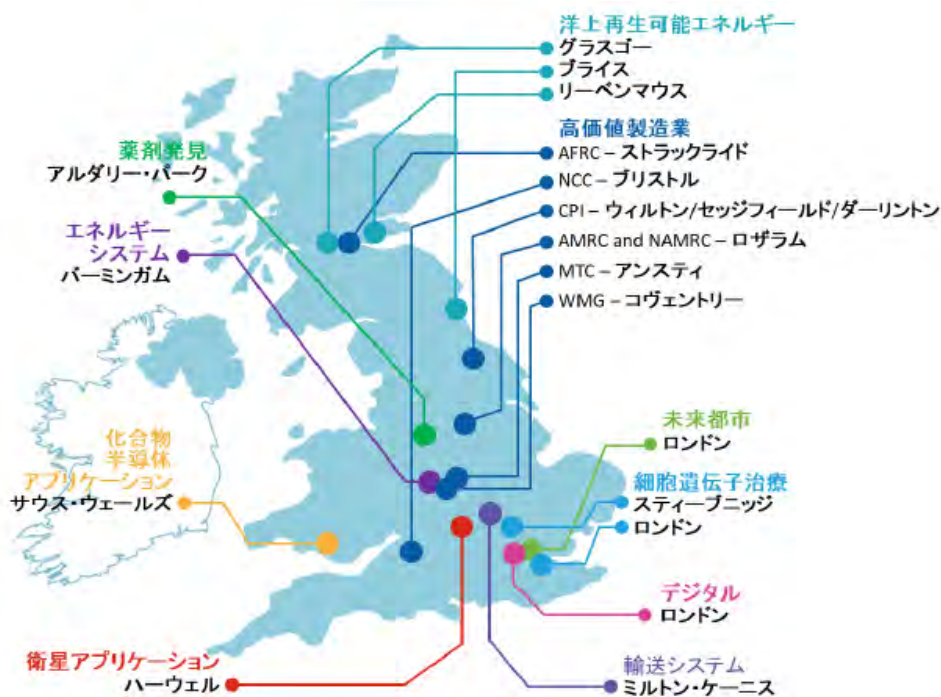 洋上再生可能エネルギー
グラスゴー
ブライス
リーベンマウス
高価値製造業
AFRC – ストラックライド
NCC – ブリストル
CPI – ウィルトン/セッジフィールド/ダーリントン
AMRC and NAMRC – ロザラム
MTC – アンスティ
WMG – コヴェントリー
薬剤発見
アルダリー・パーク
エネルギー
システム
バーミンガム
化合物
半導体
アプリケーション
サウス・ウェールズ
未来都市
ロンドン
細胞遺伝子治療
スティーブニッジ
ロンドン
デジタル
ロンドン
衛星アプリケーション
ハーウェル
輸送システム
ミルトン・ケーニス